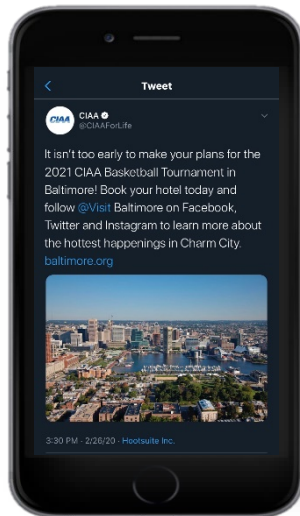 Tweet
CIAA
CIAA
@CIAAForLife
It isn't too early to make your plans for the
2021 CIAA Basketball Tournament in
Baltimore! Book your hotel today and
follow @Visit Baltimore on Facebook,
Twitter and Instagram to learn more about
the hottest happenings in Charm City.
baltimore.org
3:30 PM · 2/26/20 · Hootsuite Inc.